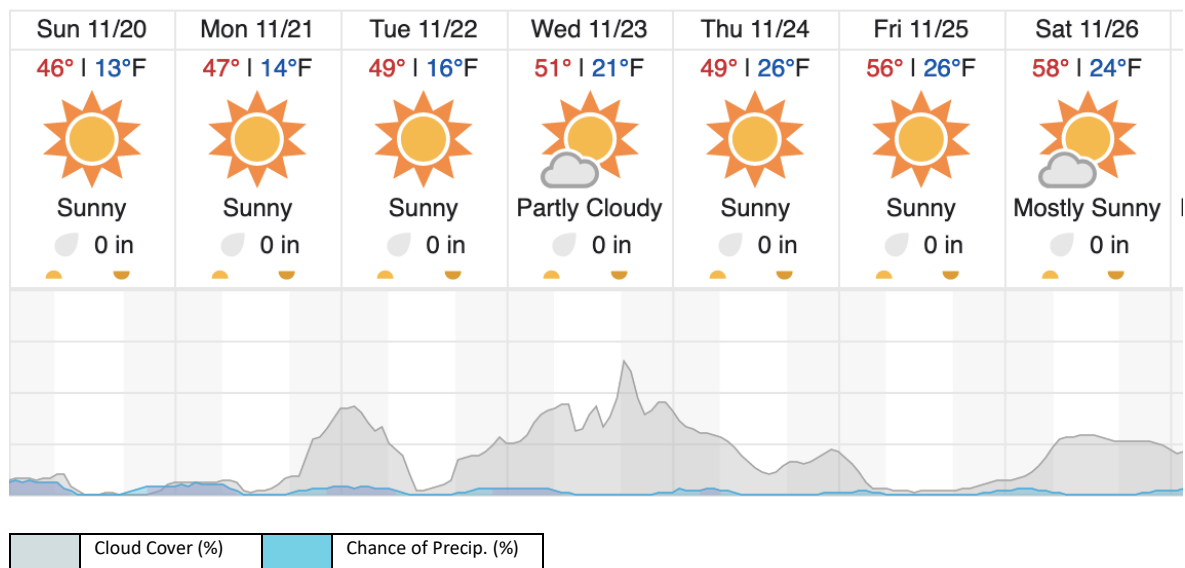 Sun 11/20 Mon 11/21 Tue 11/22 Wed 11/23 Thu 11/24 Fri 11/25 Sat 11/26
46° | 13°F 47° | 14°F 49° | 16°F 51° | 21°F 49° | 26°F 56° | 26°F 58° | 24°F
Sunny Sunny Sunny Partly Cloudy Sunny Sunny Mostly Sunny
0 in 0 in 0 in 0 in 0 in 0 in 0 in
Cloud Cover (%) Chance of Precip. (%)